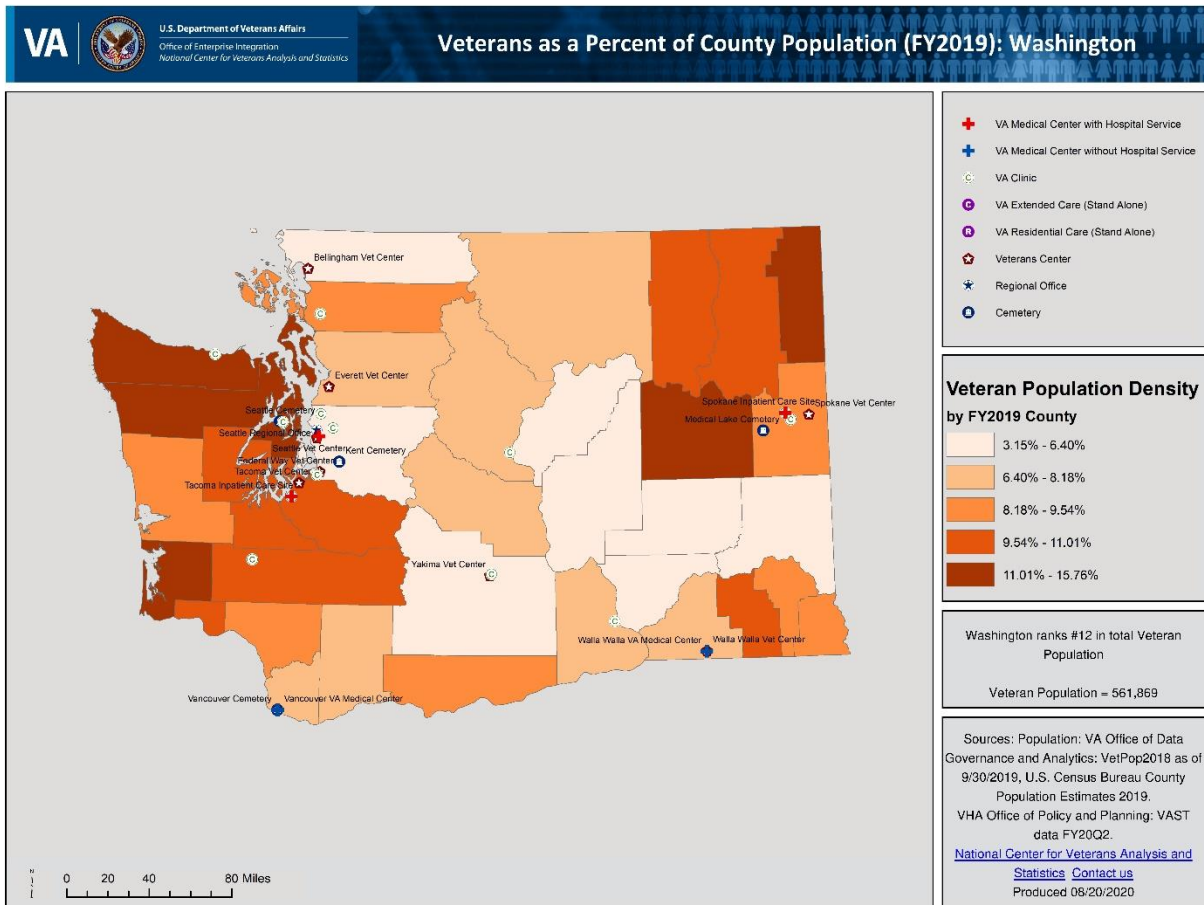 VA
U.S. Department of Veterans Affairs
Office of Enterprise Integration
National Center for Veterans Analysis and Statistics
Veterans as a Percent of County Population (FY2019): Washington
Bellingham Vet Center
Everett Vet Center
Seattle Cemetery
Seattle Regional Office
Seattle Vet Center
Kent Cemetery
Federal Way Vet Center
Tacoma Vet Center
Tacoma Inpatient Care Site
Yakima Vet Center
Spokane Inpatient Care Site
Spokane Vet Center
Medical Lake Cemetery
Walla Walla VA Medical Center
Walla Walla Vet Center
Vancouver Cemetery
Vancouver VA Medical Center
0 20 40 80 Miles
VA Medical Center with Hospital Service
VA Medical Center without Hospital Service
C VA Clinic
C VA Extended Care (Stand Alone)
R VA Residential Care (Stand Alone)
Veterans Center
Regional Office
Cemetery
Veteran Population Density
by FY2019 County
3.15% - 6.40%
6.40% - 8.18%
8.18% - 9.54%
9.54% - 11.01%
11.01% - 15.76%
Washington ranks #12 in total Veteran
Population
Veteran Population = 561,869
Sources: Population: VA Office of Data
Governance and Analytics: VetPop2018 as of
9/30/2019, U.S. Census Bureau County
Population Estimates 2019.
VHA Office of Policy and Planning: VAST
data FY20Q2.
National Center for Veterans Analysis and
Statistics Contact us
Produced 08/20/2020